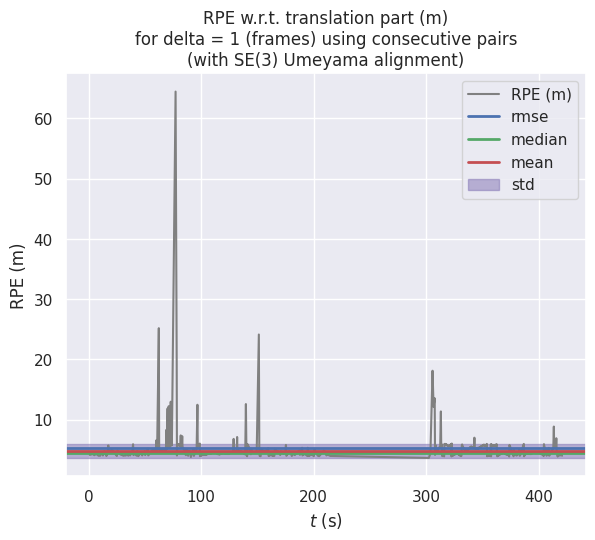 RPE w.r.t. translation part (m)
for delta = 1 (frames) using consecutive pairs
(with SE(3) Umeyama alignment)
RPE (m)
rmse
median
mean
std
60
50
40
30
20
10
RPE (m)
0
100
200
300
400
t (s)